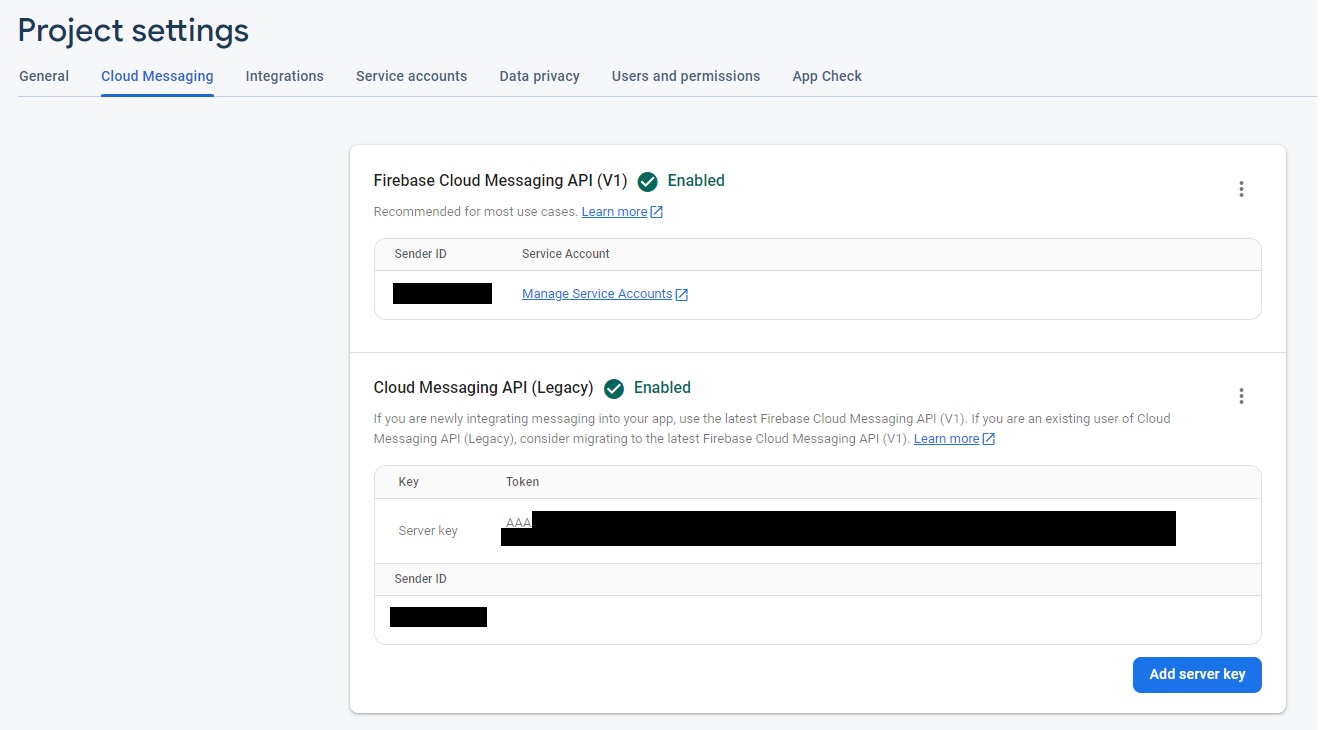 Project settings
General Cloud Messaging Integrations Service accounts Data privacy Users and permissions App Check
Firebase Cloud Messaging API (V1) Enabled
Recommended for most use cases. Learn more
Sender ID Service Account
Manage Service Accounts
Cloud Messaging API (Legacy) Enabled
If you are newly integrating messaging into your app, use the latest Firebase Cloud Messaging API (V1). If you are an existing user of Cloud
Messaging API (Legacy), consider migrating to the latest Firebase Cloud Messaging API (V1). Learn more
Key Token
Server key AAA
Sender ID
Add server key